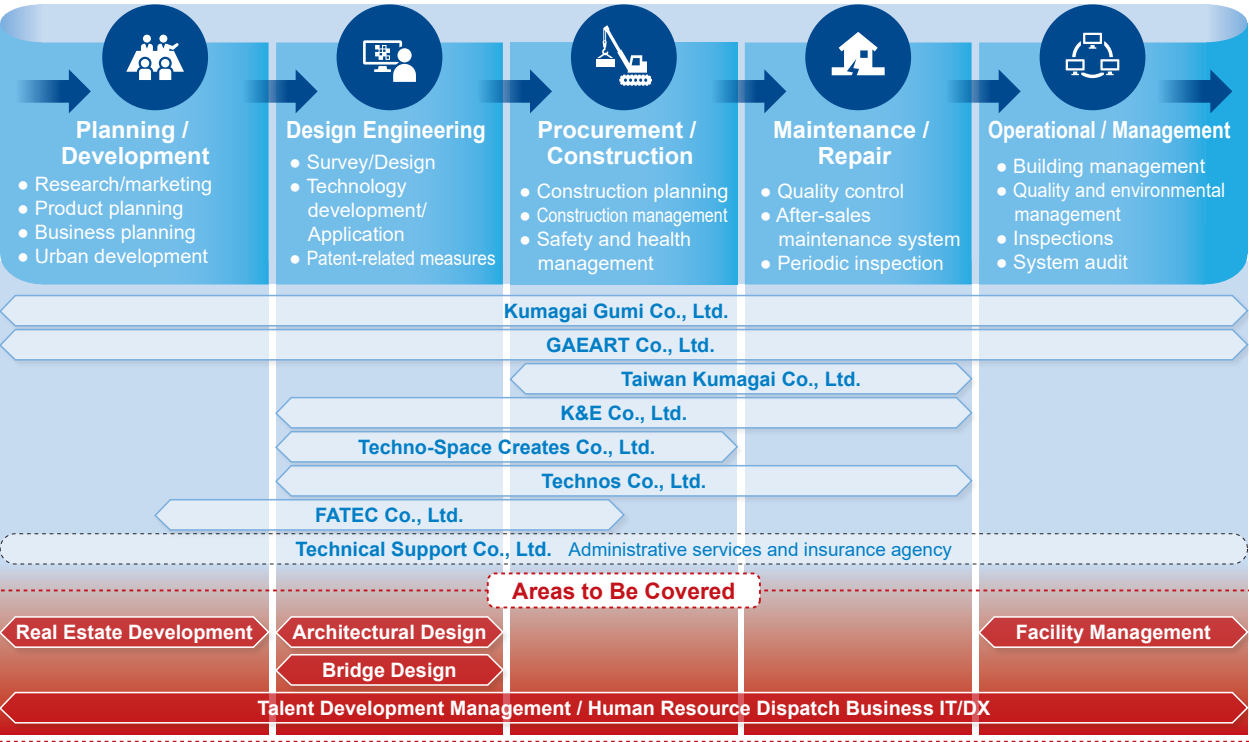 Planning /
Development
● Research/marketing
● Product planning
● Business planning
● Urban development
Design Engineering
● Survey/Design
● Technology
development/
Application
● Patent-related measures
Procurement /
Construction
● Construction planning
● Construction management
● Safety and health
management
Maintenance /
Repair
● Quality control
● After-sales
maintenance system
● Periodic inspection
Operational / Management
● Building management
● Quality and environmental
management
● Inspections
● System audit
Kumagai Gumi Co., Ltd.
GAEART Co., Ltd.
Taiwan Kumagai Co., Ltd.
K&E Co., Ltd.
Techno-Space Creates Co., Ltd.
Technos Co., Ltd.
FATEC Co., Ltd.
Technical Support Co., Ltd. Administrative services and insurance agency
Areas to Be Covered
Real Estate Development
Architectural Design
Facility Management
Bridge Design
Talent Development Management / Human Resource Dispatch Business IT/DX